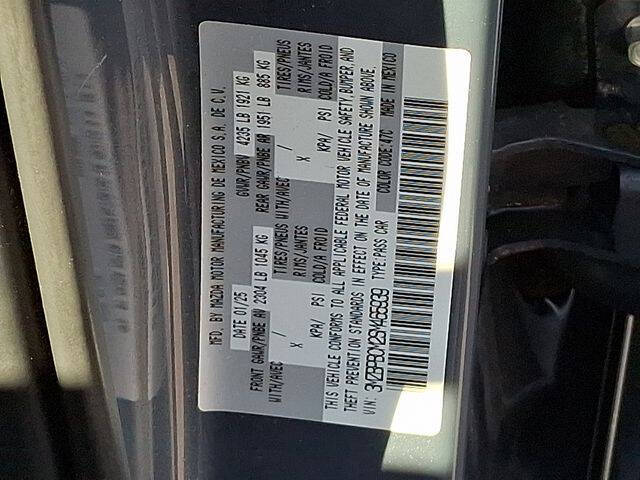 MFD. BY MAZDA MOTOR MANUFACTURING DE MEXICO S.A. DE C.V.
DATE 01/25 GVWR/PNBV 4235 LB 1921 KG
FRONT GAWR/PNBE AV 2304 LB 1045 KG REAR GAWR/PNBE AR 1951 LB 885 KG
WITH/AVEC / TIRES/PNEUS WITH/AVEC / TIRES/PNEUS
X RIMS/JANTES X RIMS/JANTES
KPA/ PSI COLD/A FROID KPA/ PSI COLD/A FROID
THIS VEHICLE CONFORMS TO ALL APPLICABLE FEDERAL MOTOR VEHICLE SAFETY, BUMPER, AND
THEFT PREVENTION STANDARDS IN EFFECT ON THE DATE OF MANUFACTURE SHOWN ABOVE.
VIN: TYPE:PASS CAR COLOR CODE: 47C MADE IN MEXICO